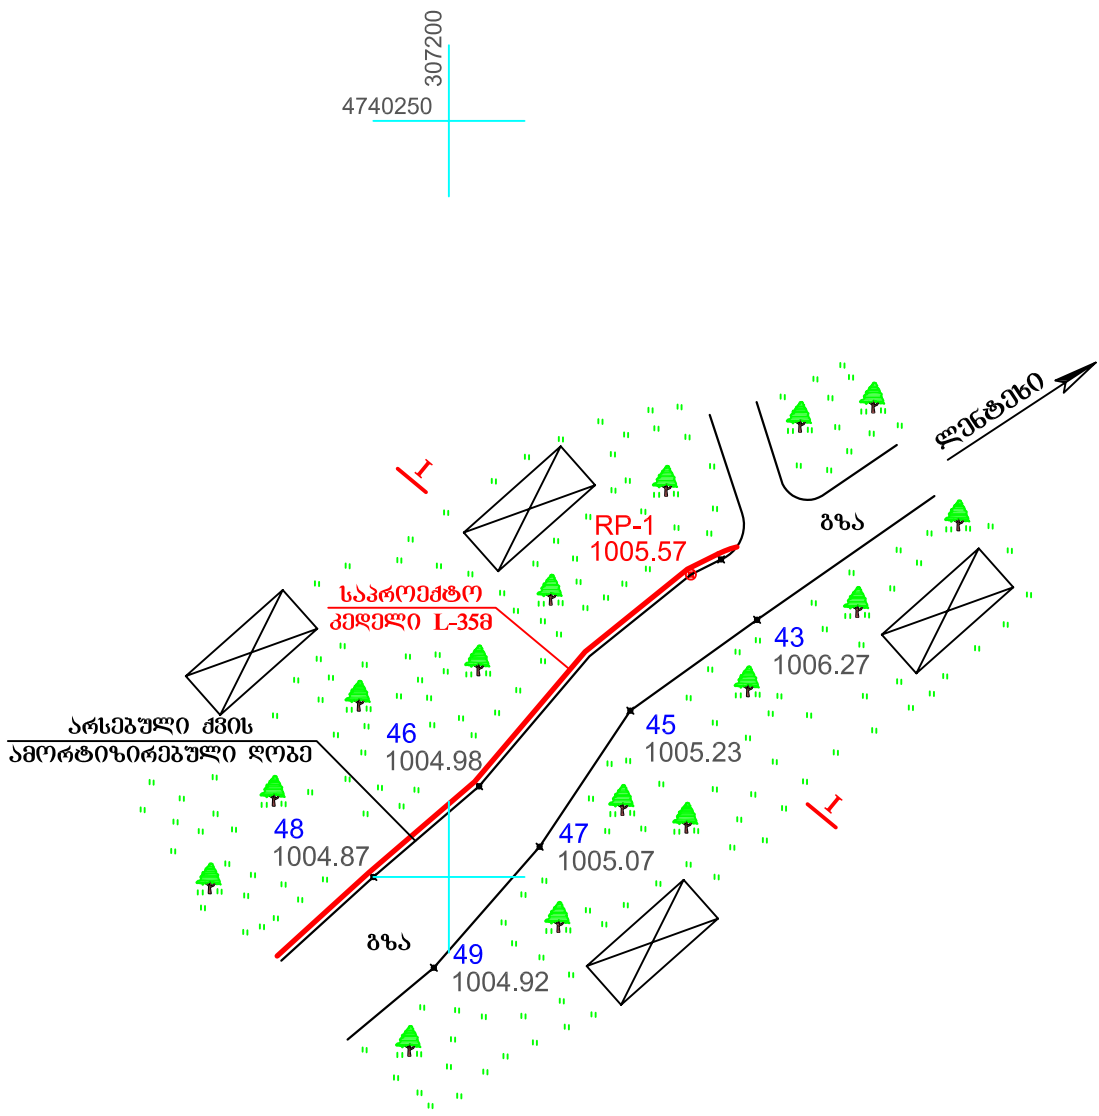 307200
4740250
ლენტეხი
I
გზა
RP-1
1005.57
საპროექტო
კედელი L-35მ
43
1006.27
არსებული ქვის
ამორტიზირებული ღობე
46
1004.98
45
1005.23
I
48
1004.87
47
1005.07
გზა
49
1004.92